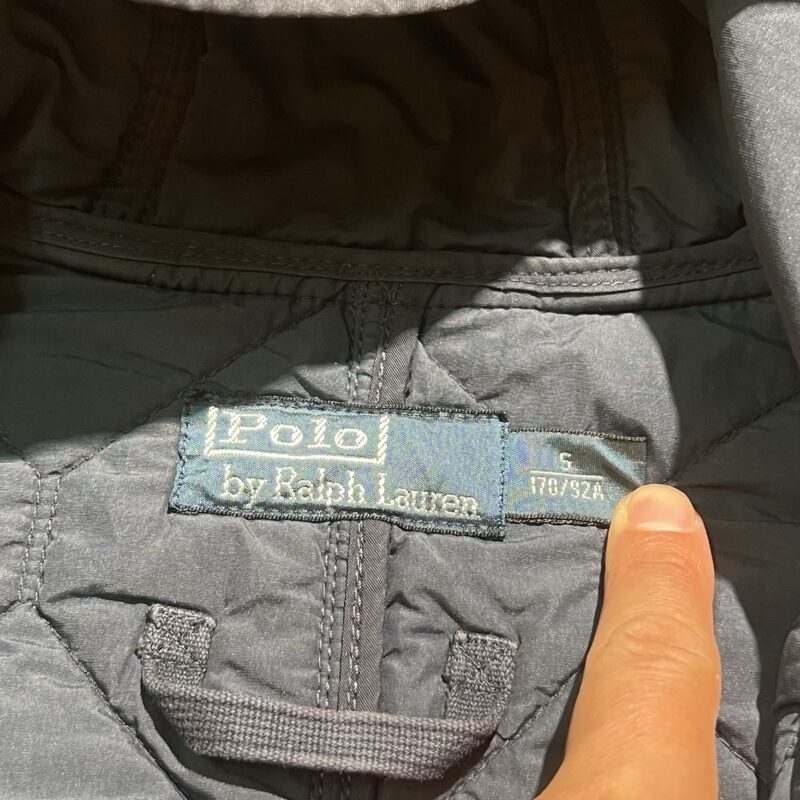 Polo
by Ralph Lauren
S
170/92A